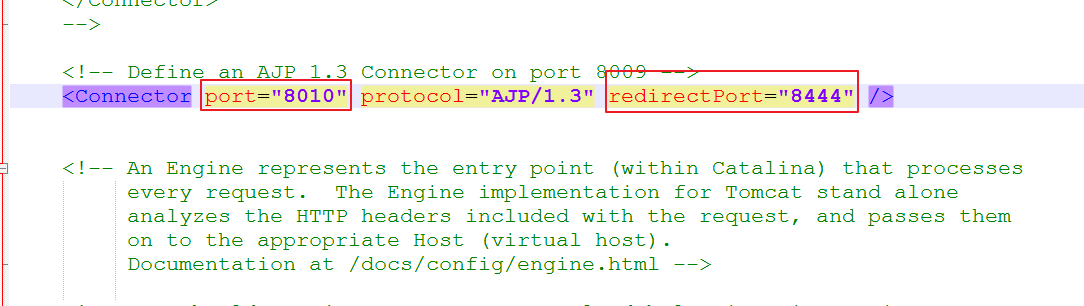 </Connector>
-->
<!-- Define an AJP 1.3 Connector on port 8009 -->
<Connector port="8010" protocol="AJP/1.3" redirectPort="8444" />
<!-- An Engine represents the entry point (within Catalina) that processes
every request.  The Engine implementation for Tomcat stand alone
analyzes the HTTP headers included with the request, and passes them
on to the appropriate Host (virtual host).
Documentation at /docs/config/engine.html -->